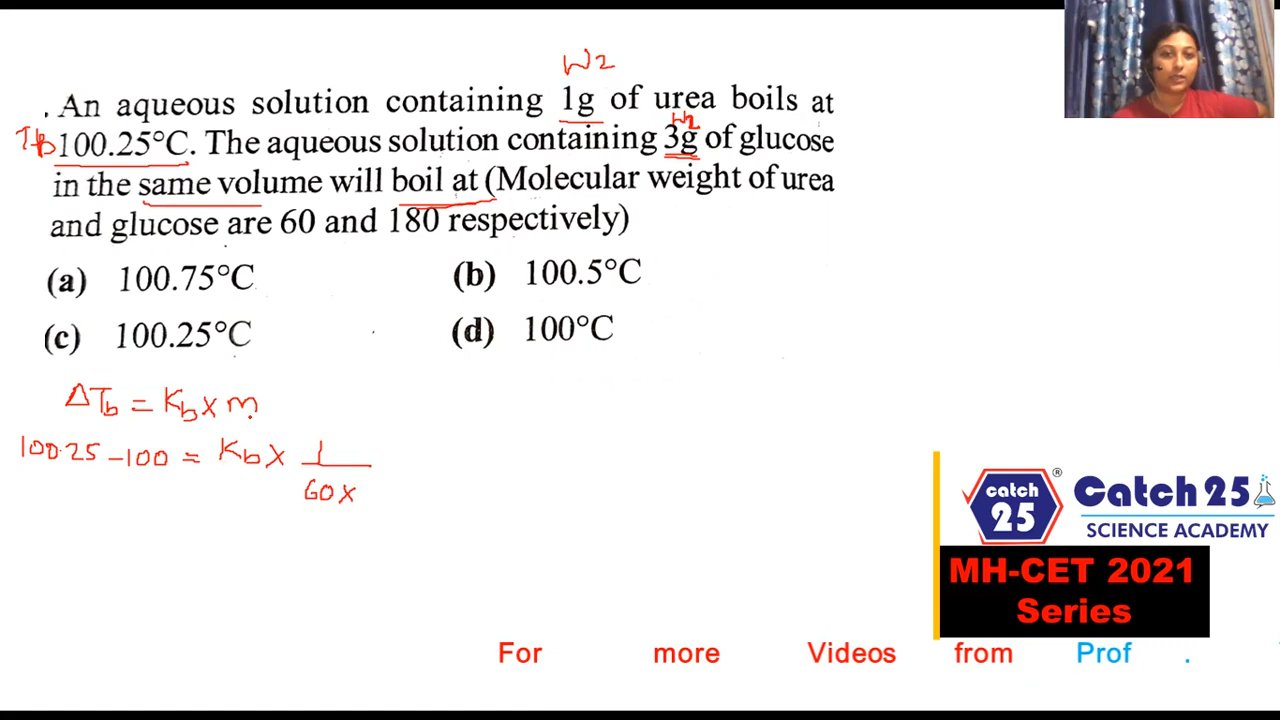 W2
. An aqueous solution containing 1g of urea boils at
Tb 100.25°C. The aqueous solution containing 3g of glucose
W2
in the same volume will boil at (Molecular weight of urea
and glucose are 60 and 180 respectively)
(a) 100.75°C (b) 100.5°C
(c) 100.25°C (d) 100°C
ΔTb = Kb x m
100.25 - 100 = Kb x 1
60 x
catch
25
®
Catch 25
SCIENCE ACADEMY
MH-CET 2021
Series
For more Videos from Prof .